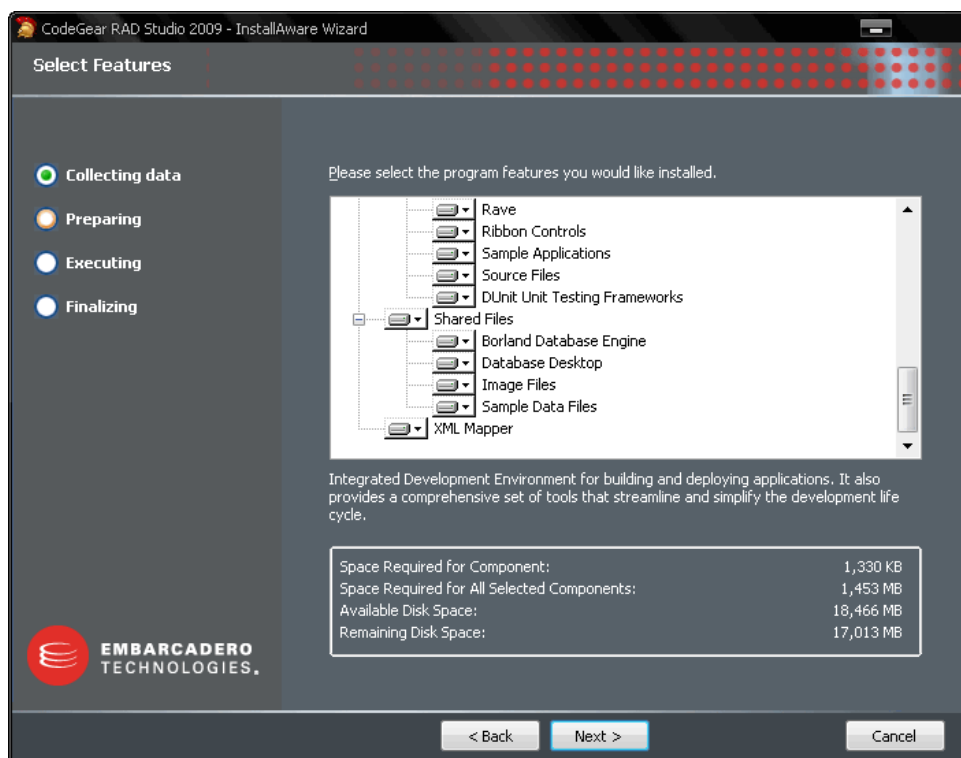 CodeGear RAD Studio 2009 - InstallAware Wizard
Select Features
Collecting data
Preparing
Executing
Finalizing
Please select the program features you would like installed.
Rave
Ribbon Controls
Sample Applications
Source Files
DUnit Unit Testing Frameworks
Shared Files
Borland Database Engine
Database Desktop
Image Files
Sample Data Files
XML Mapper
Integrated Development Environment for building and deploying applications. It also
provides a comprehensive set of tools that streamline and simplify the development life
cycle.
Space Required for Component: 1,330 KB
Space Required for All Selected Components: 1,453 MB
Available Disk Space: 18,466 MB
Remaining Disk Space: 17,013 MB
EMBARCADERO
TECHNOLOGIES.
< Back Next > Cancel